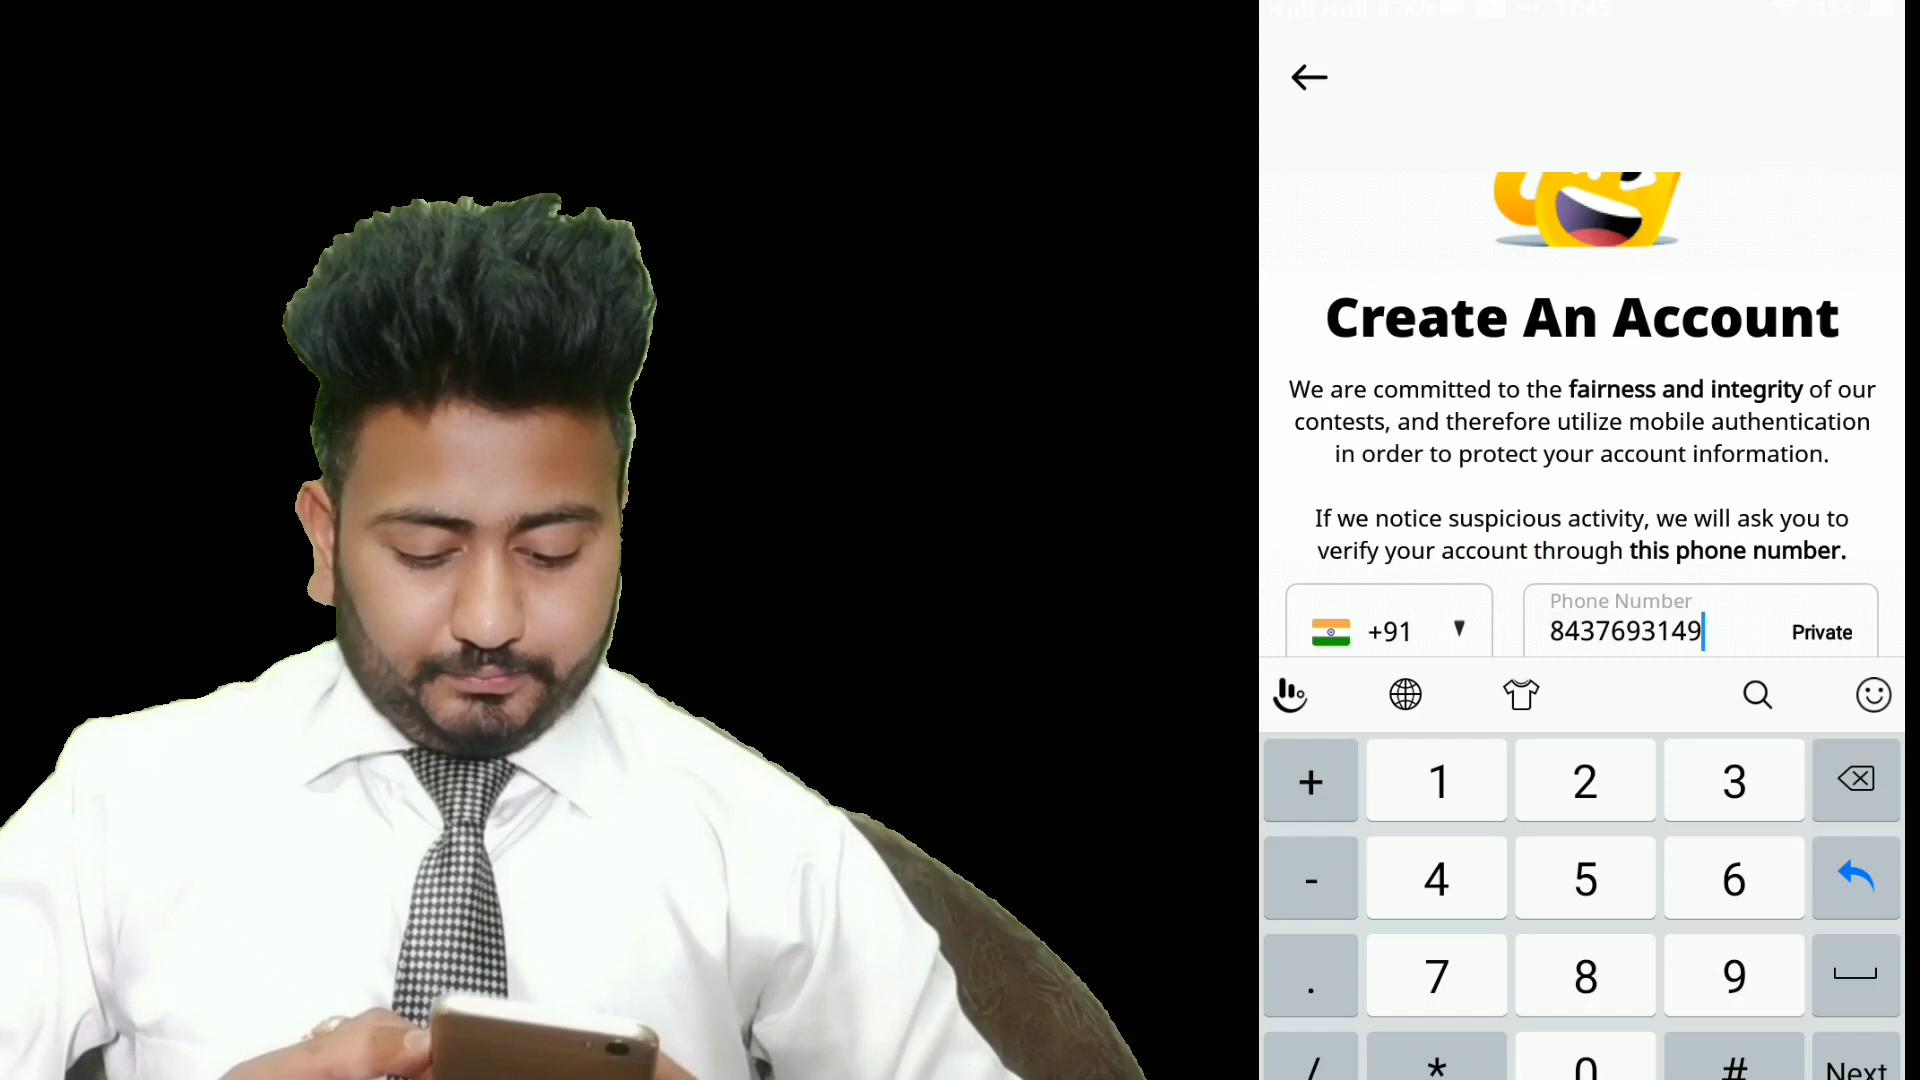 17:45
Create An Account
We are committed to the fairness and integrity of our
contests, and therefore utilize mobile authentication
in order to protect your account information.
If we notice suspicious activity, we will ask you to
verify your account through this phone number.
Phone Number
+91 8437693149 Private
+ 1 2 3
- 4 5 6
. 7 8 9
/ * 0 # Next